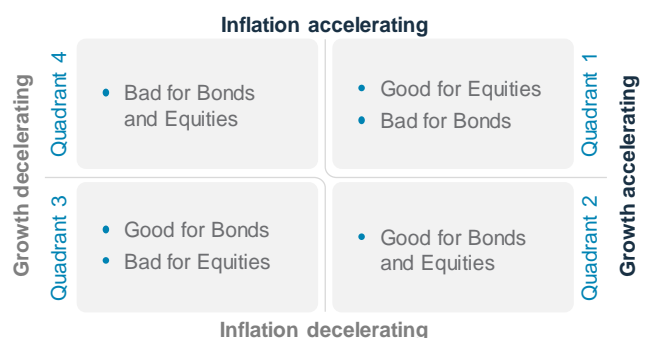 Inflation accelerating
Growth decelerating
Quadrant 4
• Bad for Bonds
and Equities
• Good for Equities
• Bad for Bonds
Quadrant 1
Growth accelerating
Quadrant 3
• Good for Bonds
• Bad for Equities
• Good for Bonds
and Equities
Quadrant 2
Inflation decelerating